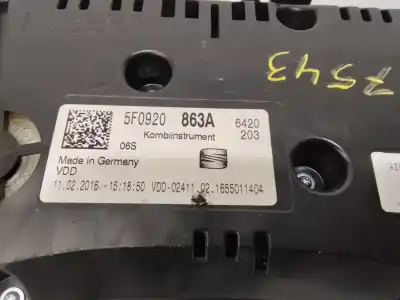 7543
5F0920 863A 6420
Kombiinstrument 203
06S
Made in Germany
VDD
11.02.2016 - 15:18:50 VDD-02411.02.1655011404